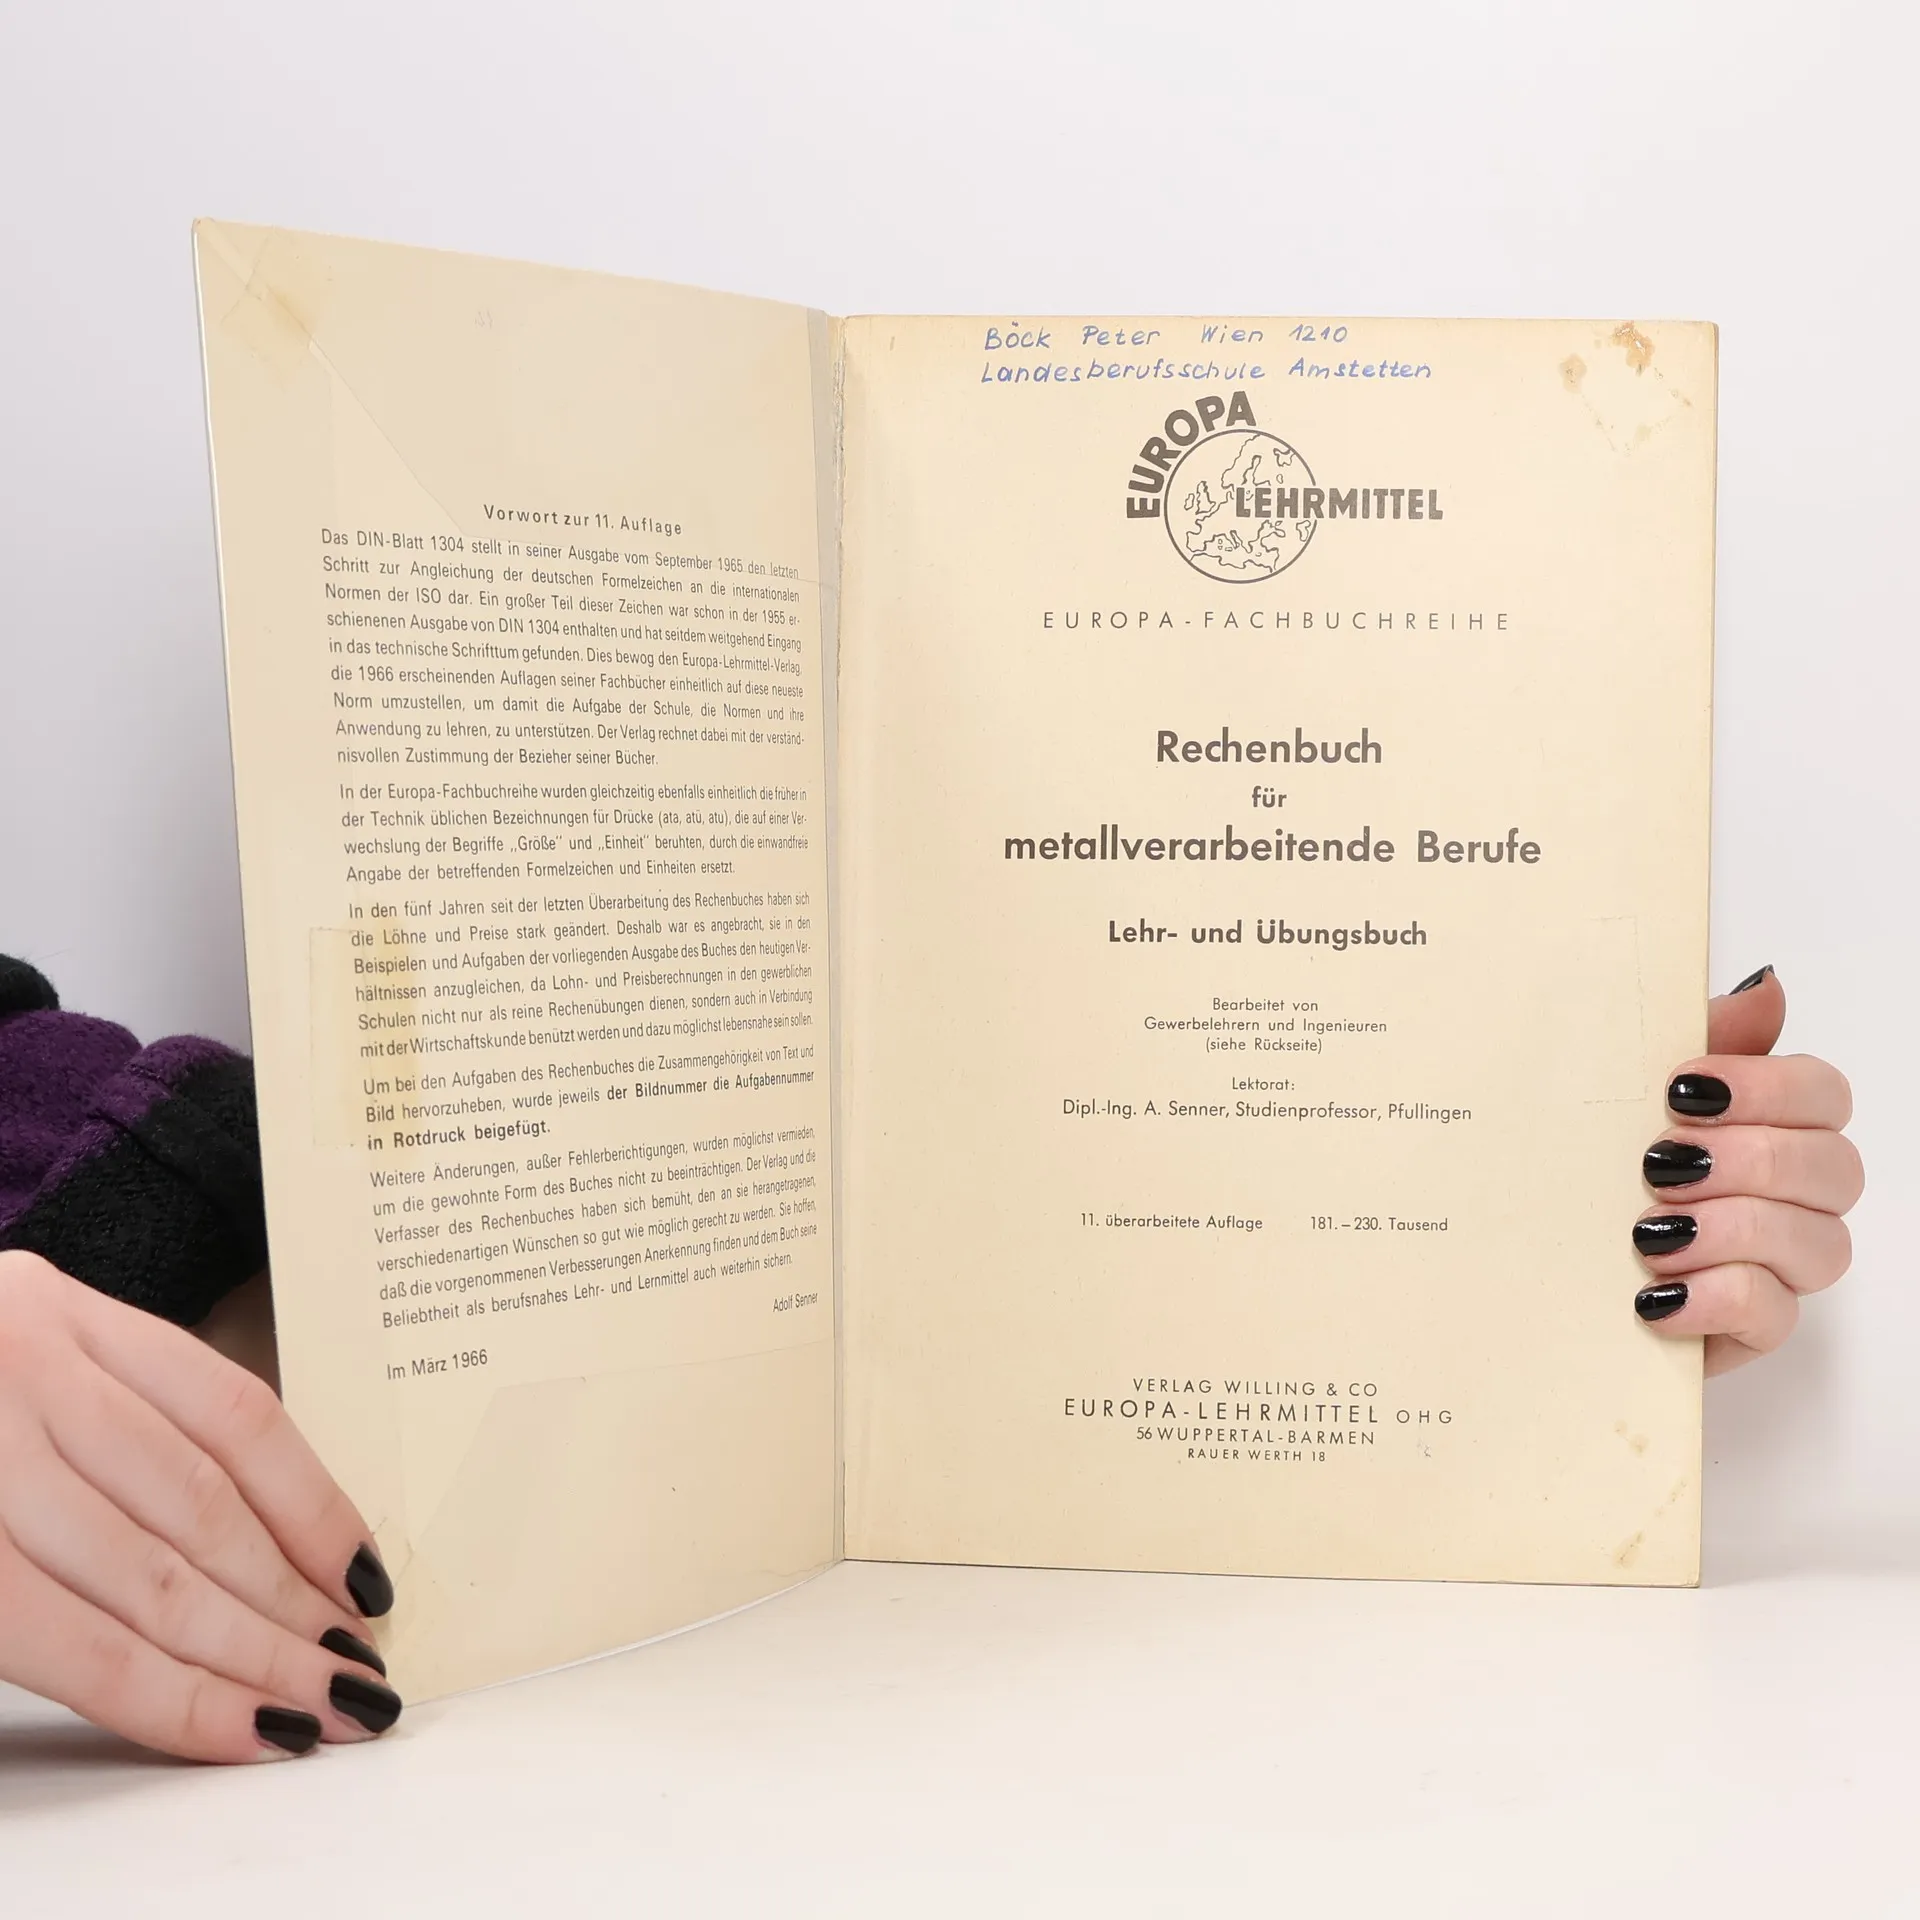 Vorwort zur 11. Auflage
Das DIN-Blatt 1304 stellt in seiner Ausgabe vom September 1965 den letzten
Schritt zur Angleichung der deutschen Formelzeichen an die internationalen
Normen der ISO dar. Ein großer Teil dieser Zeichen war schon in der 1955 er-
schienenen Ausgabe von DIN 1304 enthalten und hat seitdem weitgehend Eingang
in das technische Schrifttum gefunden. Dies bewog den Europa-Lehrmittel-Verlag,
die 1966 erscheinenden Auflagen seiner Fachbücher einheitlich auf diese neueste
Norm umzustellen, um damit die Aufgabe der Schule, die Normen und ihre
Anwendung zu lehren, zu unterstützen. Der Verlag rechnet dabei mit der verständ-
nisvollen Zustimmung der Bezieher seiner Bücher.
In der Europa-Fachbuchreihe wurden gleichzeitig ebenfalls einheitlich die früher in
der Technik üblichen Bezeichnungen für Drücke (ata, atü, atu), die auf einer Ver-
wechslung der Begriffe „Größe" und „Einheit" beruhten, durch die einwandfreie
Angabe der betreffenden Formelzeichen und Einheiten ersetzt.
In den fünf Jahren seit der letzten Überarbeitung des Rechenbuches haben sich
die Löhne und Preise stark geändert. Deshalb war es angebracht, sie in den
Beispielen und Aufgaben der vorliegenden Ausgabe des Buches den heutigen Ver-
hältnissen anzugleichen, da Lohn- und Preisberechnungen in den gewerblichen
Schulen nicht nur als reine Rechenübungen dienen, sondern auch in Verbindung
mit der Wirtschaftskunde benützt werden und dazu möglichst lebensnahe sein sollen.
Um bei den Aufgaben des Rechenbuches die Zusammengehörigkeit von Text und
Bild hervorzuheben, wurde jeweils der Bildnummer die Aufgabennummer
in Rotdruck beigefügt.
Weitere Änderungen, außer Fehlerberichtigungen, wurden möglichst vermieden,
um die gewohnte Form des Buches nicht zu beeinträchtigen. Der Verlag und die
Verfasser des Rechenbuches haben sich bemüht, den an sie herangetragenen,
verschiedenartigen Wünschen so gut wie möglich gerecht zu werden. Sie hoffen,
daß die vorgenommenen Verbesserungen Anerkennung finden und dem Buch seine
Beliebtheit als berufsnahes Lehr- und Lernmittel auch weiterhin sichern.
Adolf Senner
Im März 1966
Böck Peter Wien 1210
Landesberufsschule Amstetten
EUROPA
LEHRMITTEL
EUROPA-FACHBUCHREIHE
Rechenbuch
für
metallverarbeitende Berufe
Lehr- und Übungsbuch
Bearbeitet von
Gewerbelehrern und Ingenieuren
(siehe Rückseite)
Lektorat:
Dipl.-Ing. A. Senner, Studienprofessor, Pfullingen
11. überarbeitete Auflage 181.–230. Tausend
VERLAG WILLING & CO
EUROPA-LEHRMITTEL OHG
56 WUPPERTAL-BARMEN
RAUER WERTH 18